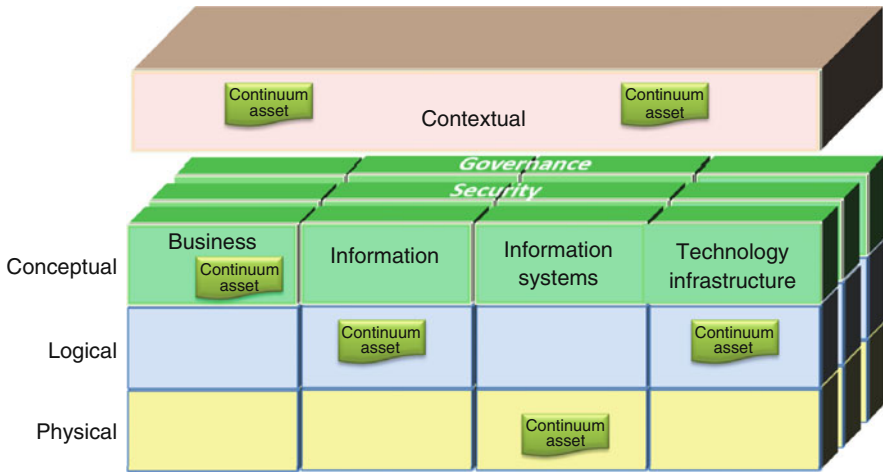 Continuum
asset
Continuum
asset
Contextual
Governance
Security
Conceptual
Business
Continuum
asset
Information
Information
systems
Technology
infrastructure
Logical
Continuum
asset
Continuum
asset
Physical
Continuum
asset